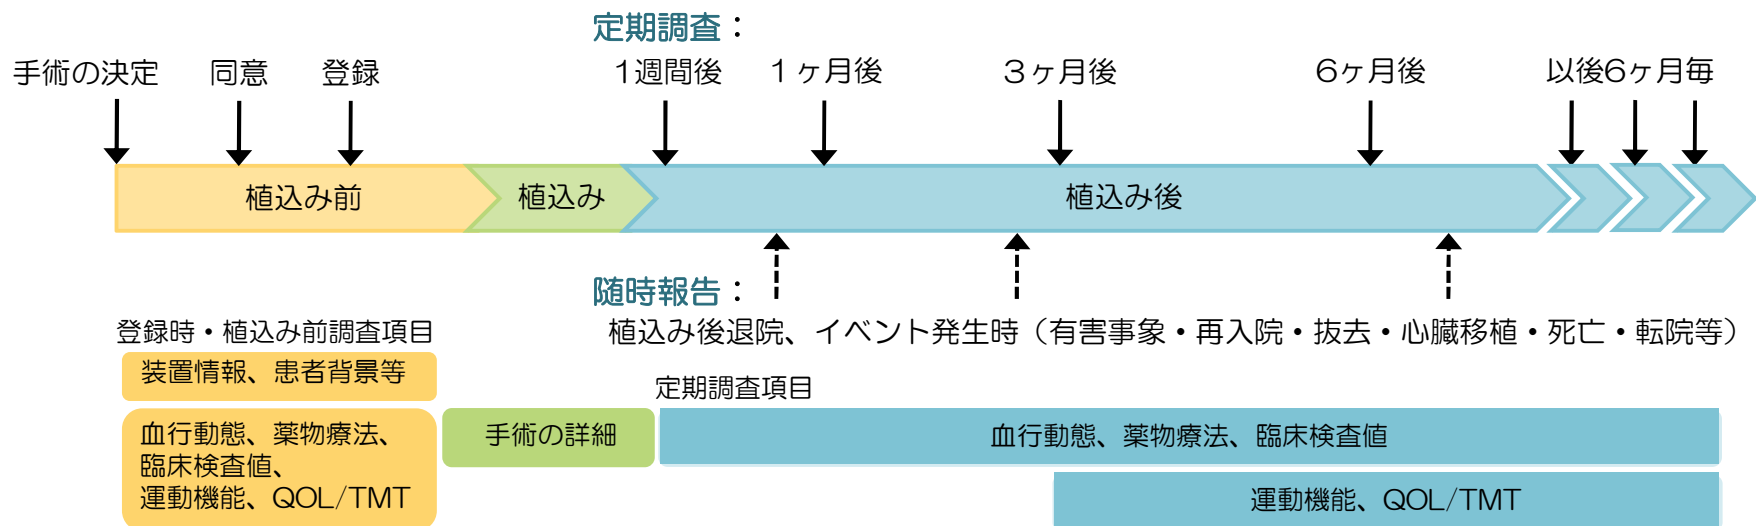 定期調査：
手術の決定 同意 登録 1週間後 1ヶ月後 3ヶ月後 6ヶ月後 以後6ヶ月毎
植込み前 植込み 植込み後
随時報告：
植込み後退院、イベント発生時（有害事象・再入院・抜去・心臓移植・死亡・転院等）
登録時・植込み前調査項目
装置情報、患者背景等
定期調査項目
血行動態、薬物療法、
臨床検査値、
運動機能、QOL/TMT
手術の詳細
血行動態、薬物療法、臨床検査値
運動機能、QOL/TMT